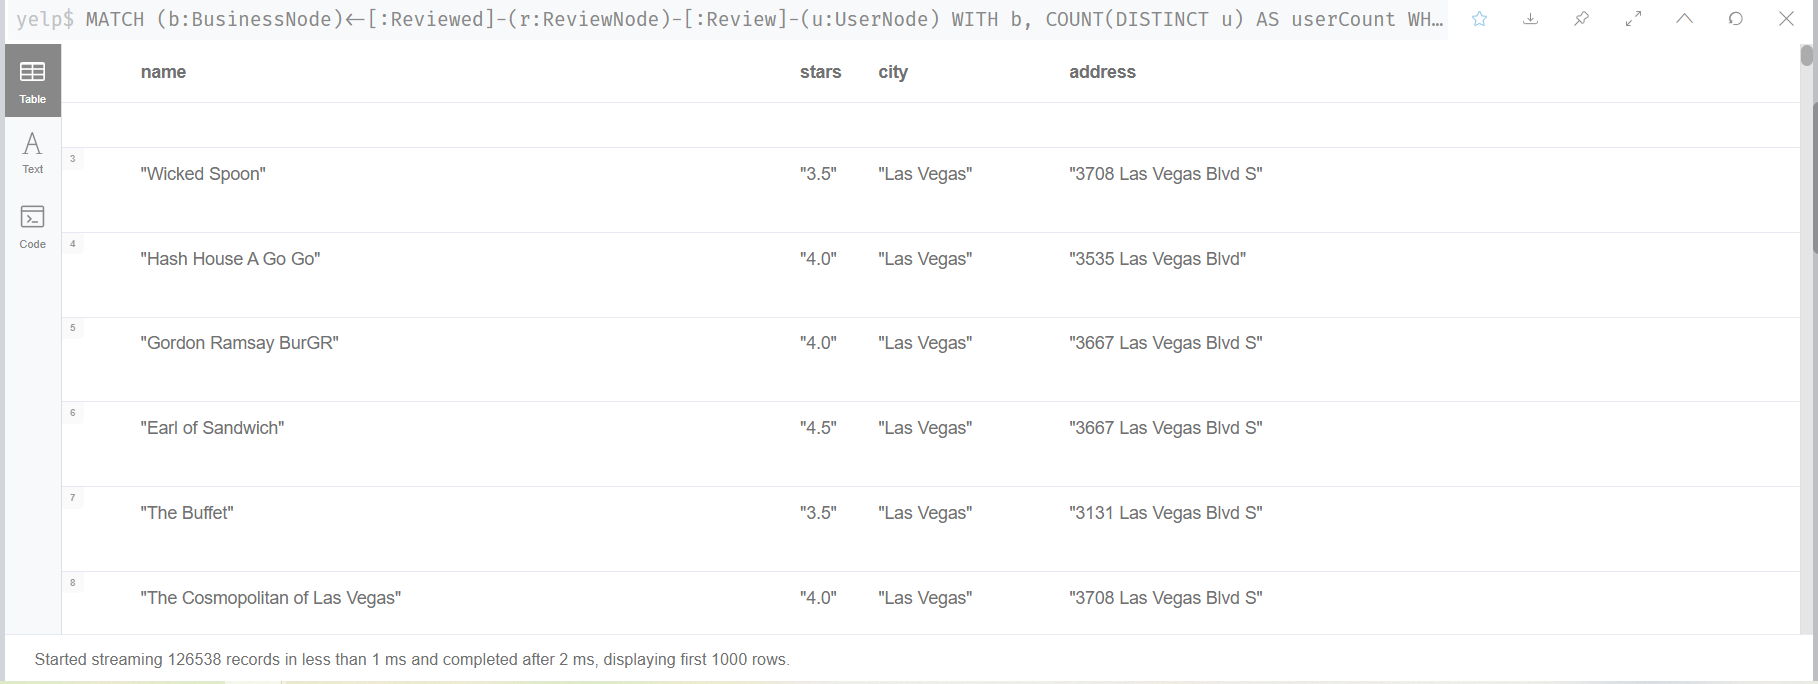 yelp$ MATCH (b:BusinessNode)<-[:Reviewed]-(r:ReviewNode)-[:Review]-(u:UserNode) WITH b, COUNT(DISTINCT u) AS userCount WH…
Table
Text
Code
name stars city address
3 "Wicked Spoon" "3.5" "Las Vegas" "3708 Las Vegas Blvd S"
4 "Hash House A Go Go" "4.0" "Las Vegas" "3535 Las Vegas Blvd"
5 "Gordon Ramsay BurGR" "4.0" "Las Vegas" "3667 Las Vegas Blvd S"
6 "Earl of Sandwich" "4.5" "Las Vegas" "3667 Las Vegas Blvd S"
7 "The Buffet" "3.5" "Las Vegas" "3131 Las Vegas Blvd S"
8 "The Cosmopolitan of Las Vegas" "4.0" "Las Vegas" "3708 Las Vegas Blvd S"
Started streaming 126538 records in less than 1 ms and completed after 2 ms, displaying first 1000 rows.